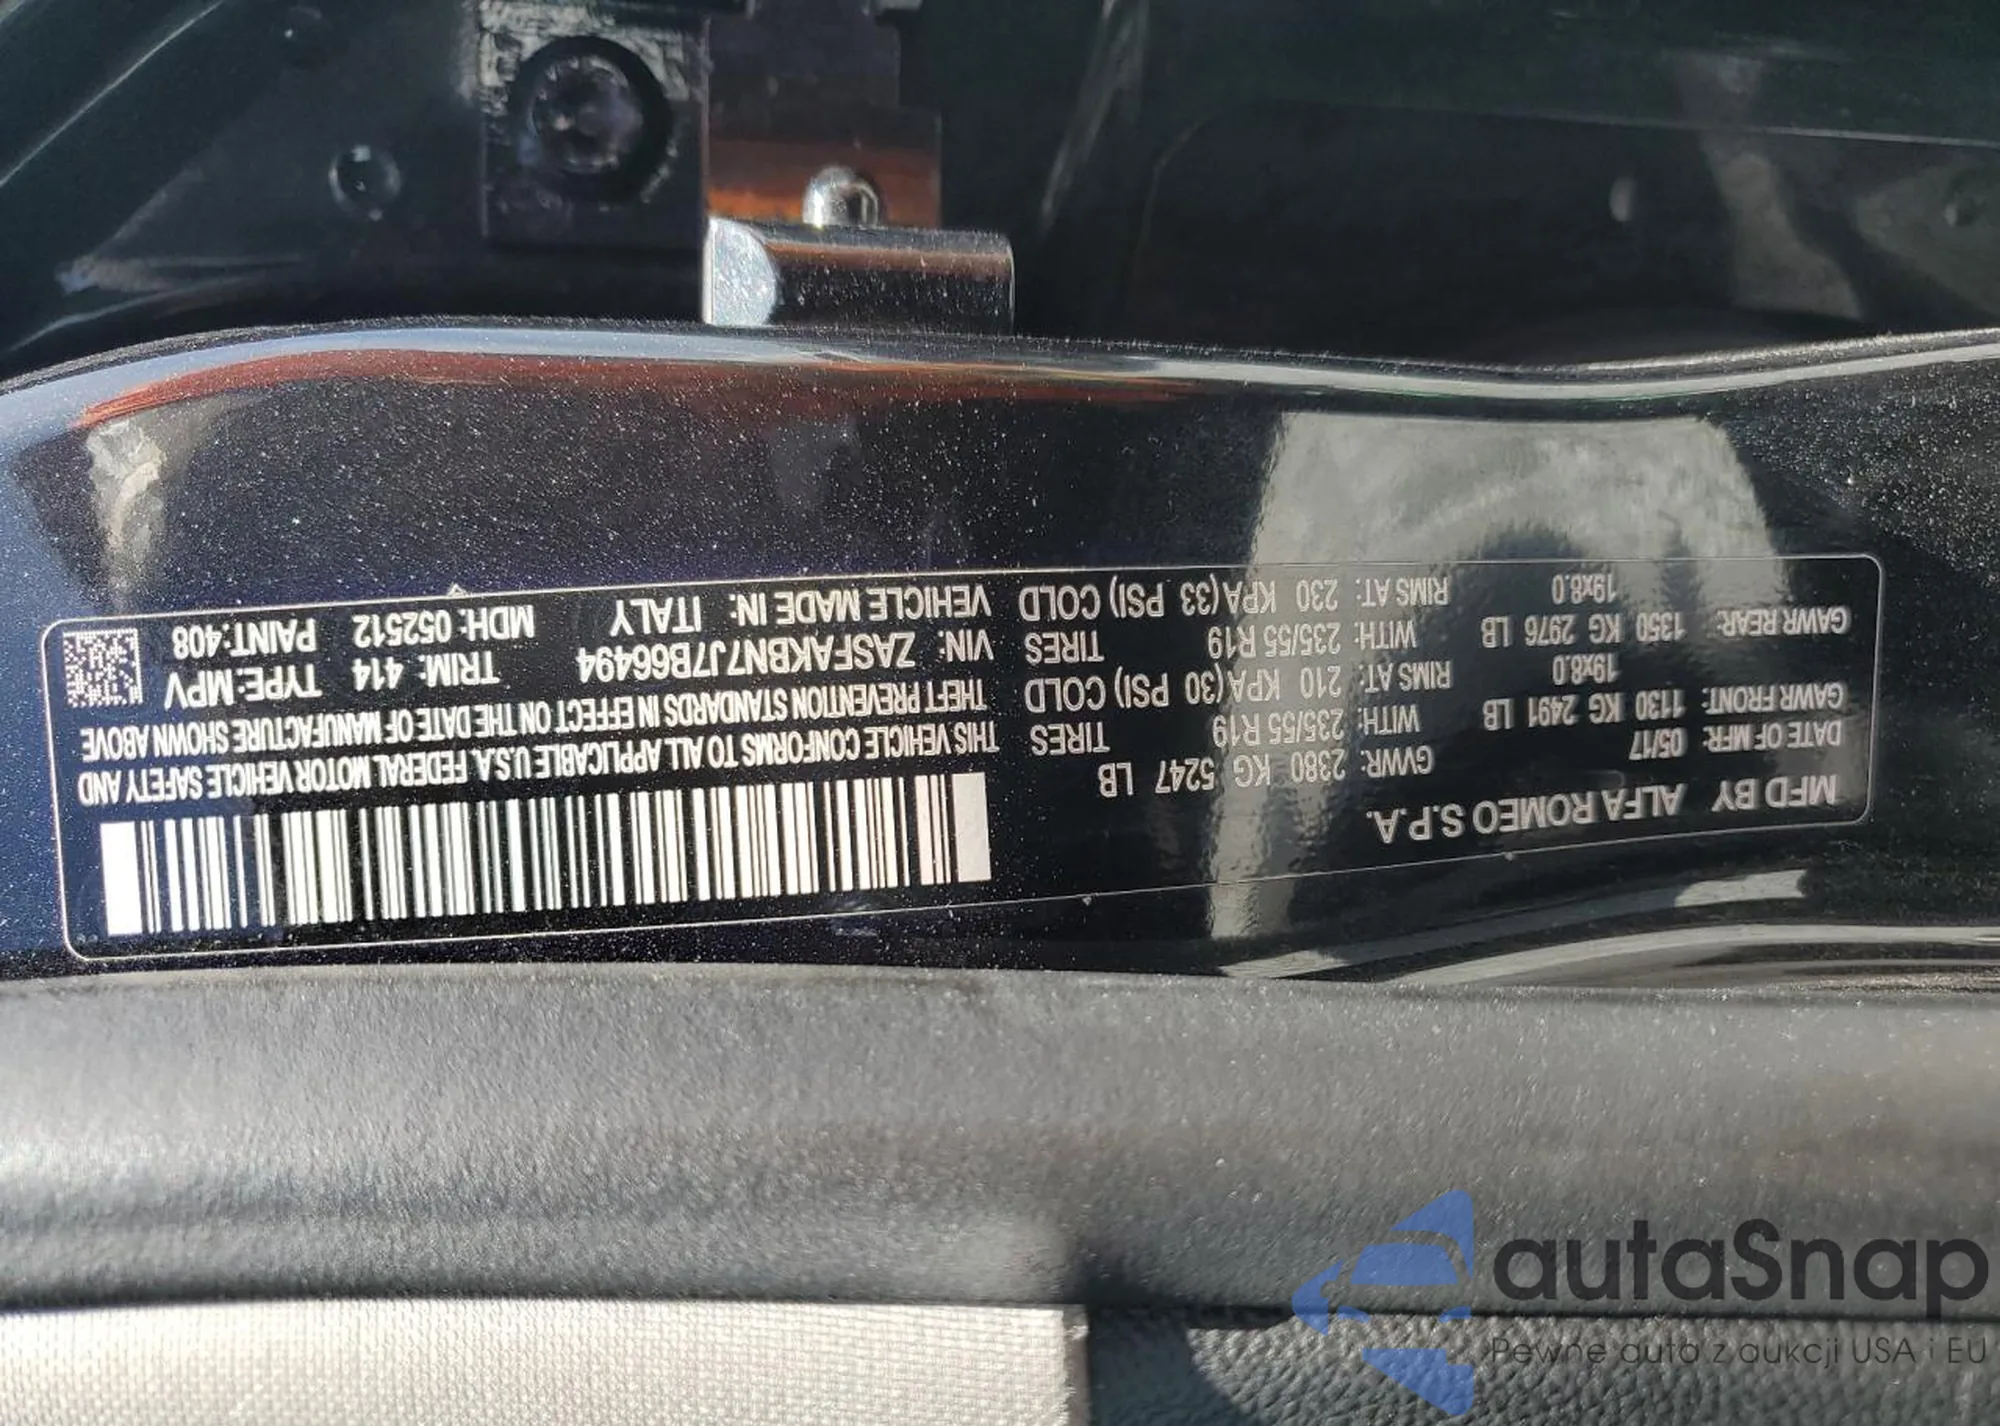 MFD BY ALFA ROMEO S.P.A.
DATE OF MFR: 05/17 GVWR: 2380 KG 5247 LB
GAWR FRONT: 1130 KG 2491 LB WITH: 235/55 R19 TIRES
19x8.0 RIMS AT: 210 KPA (30 PSI) COLD
GAWR REAR: 1350 KG 2976 LB WITH: 235/55 R19 TIRES
19x8.0 RIMS AT: 230 KPA (33 PSI) COLD
THIS VEHICLE CONFORMS TO ALL APPLICABLE U.S.A. FEDERAL MOTOR VEHICLE SAFETY AND
THEFT PREVENTION STANDARDS IN EFFECT ON THE DATE OF MANUFACTURE SHOWN ABOVE
VIN: ZASFAKBN7J7B66494 TRIM: 414 TYPE: MPV
VEHICLE MADE IN: ITALY MDH: 052512 PAINT: 408
autaSnap
Pewne auta z aukcji USA i EU